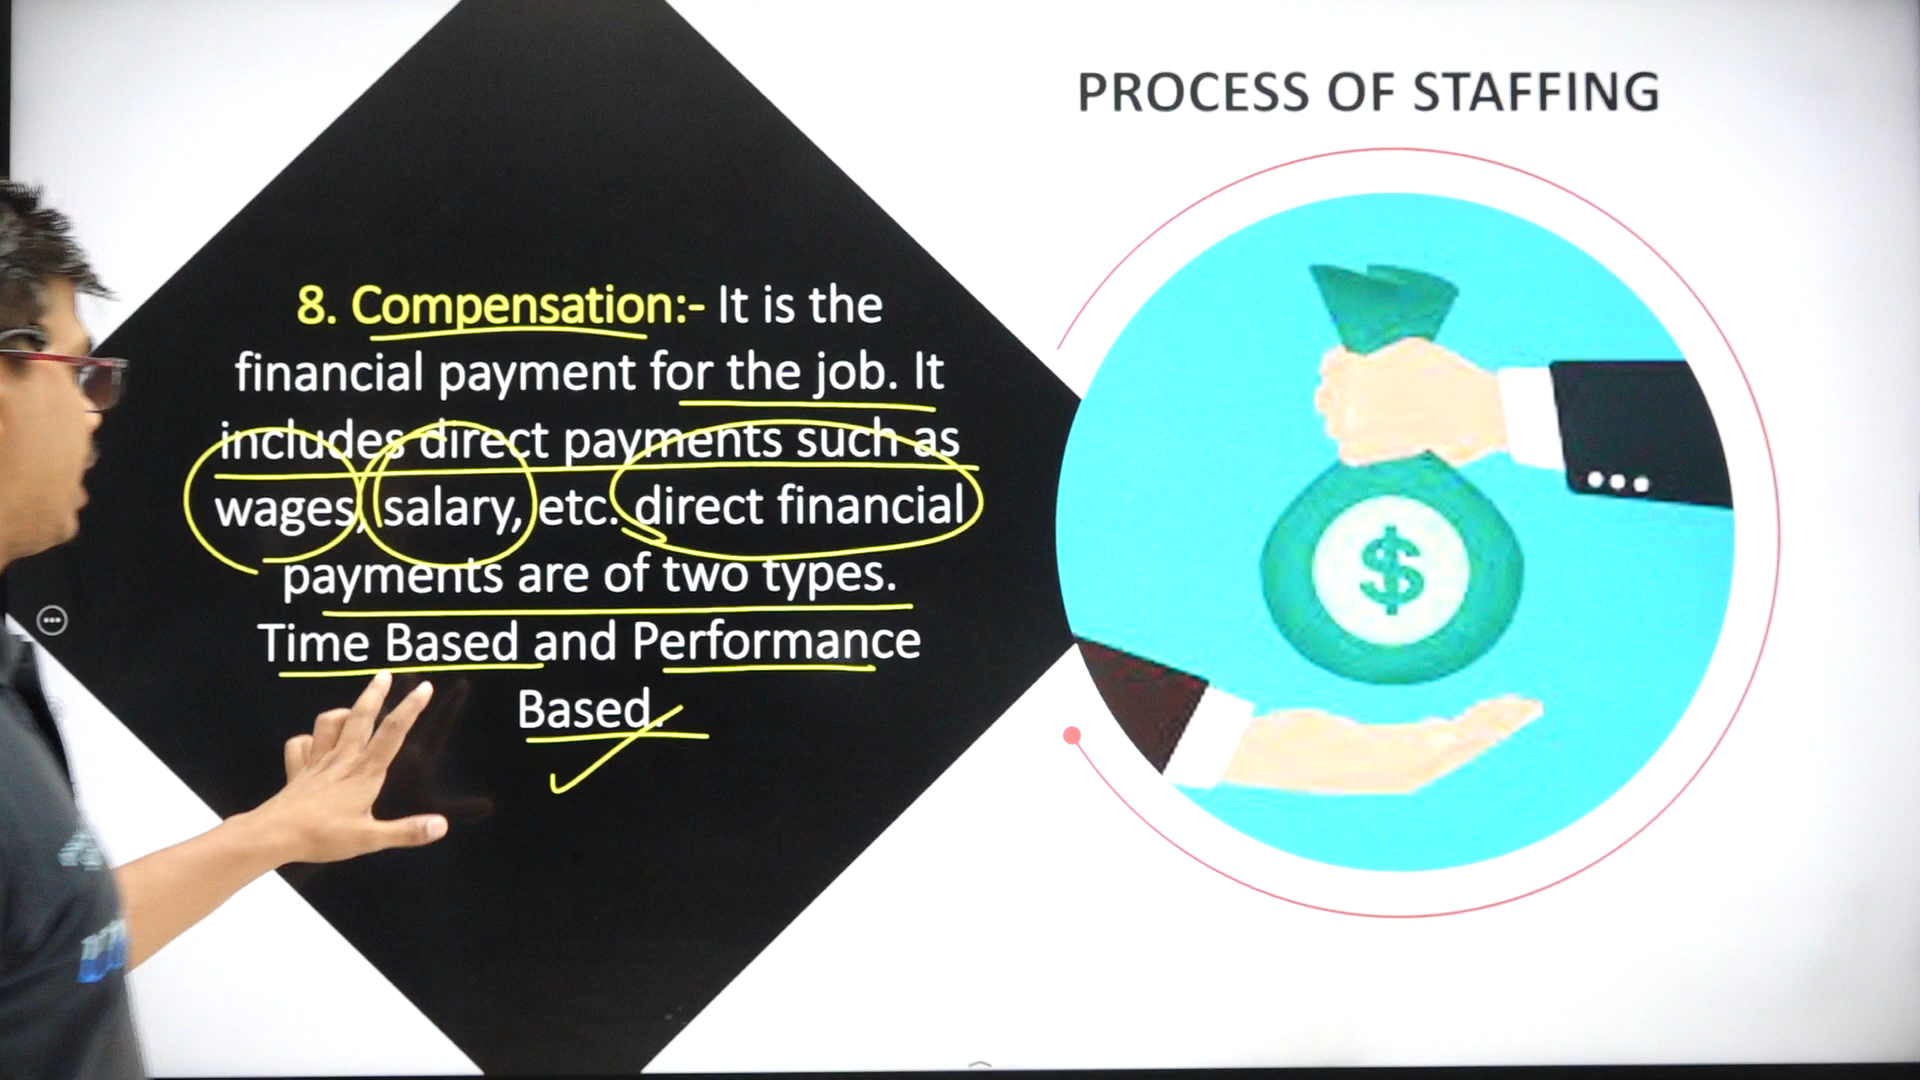 PROCESS OF STAFFING
8. Compensation:- It is the
financial payment for the job. It
includes direct payments such as
wages, salary, etc. direct financial
payments are of two types.
Time Based and Performance
Based.
$